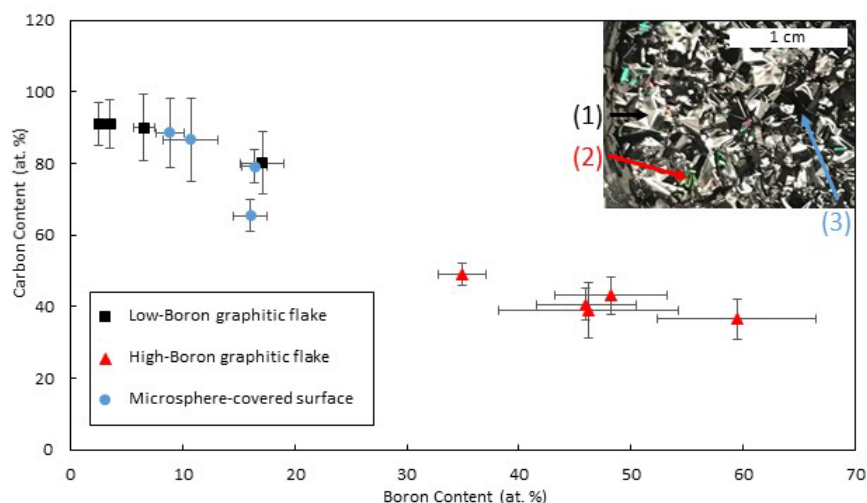 120
100
80
60
40
20
0
0 10 20 30 40 50 60 70
Carbon Content (at. %)
Boron Content (at. %)
Low-Boron graphitic flake
High-Boron graphitic flake
Microsphere-covered surface
1 cm
(1)
(2)
(3)